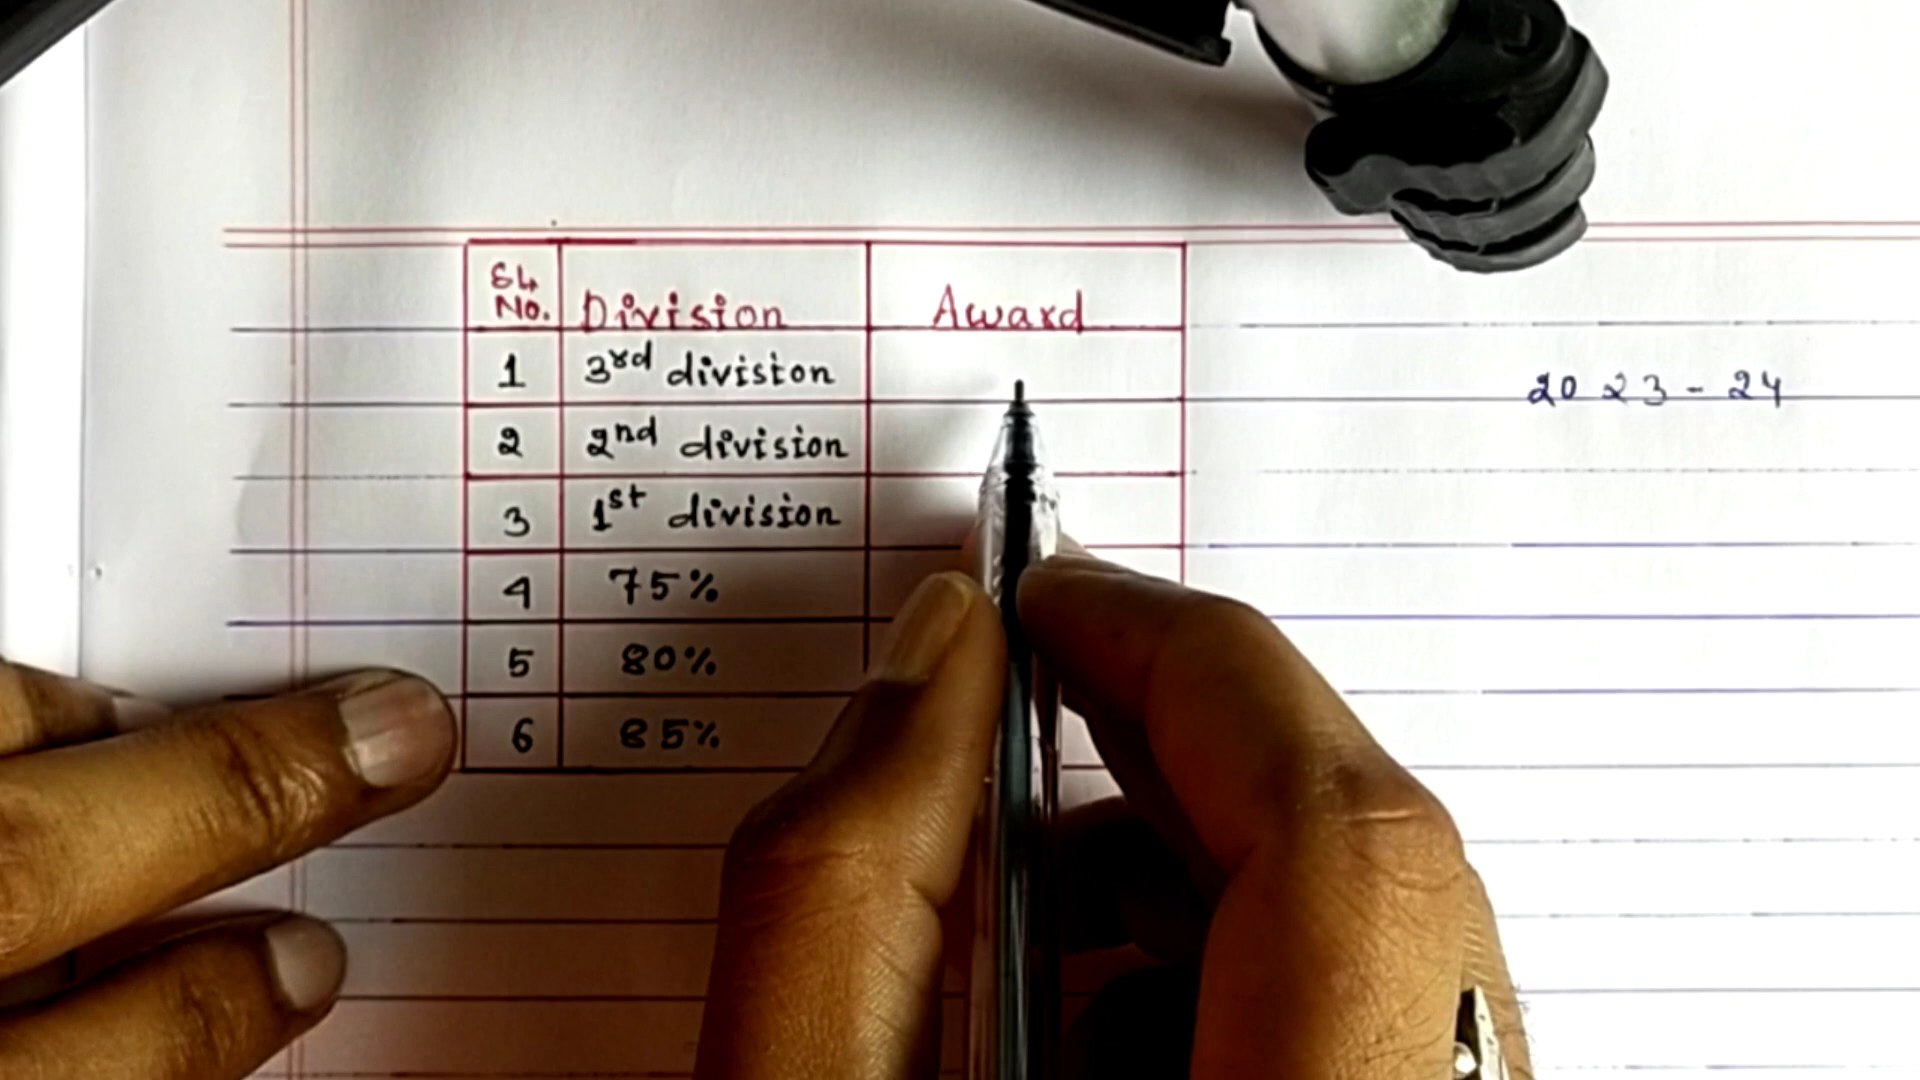 SL. No. Division Award
1 3rd division
2 2nd division
3 1st division
4 75%
5 80%
6 85%
2023-24